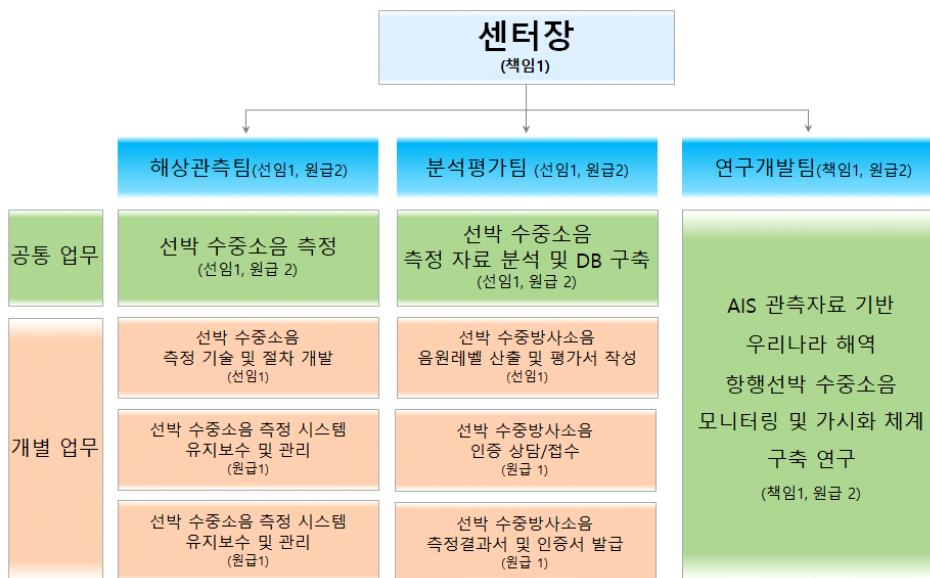 센터장
(책임1)
해상관측팀(선임1, 원급2)
분석평가팀 (선임1, 원급2)
연구개발팀(책임1, 원급2)
공통 업무
선박 수중소음 측정
(선임1, 원급 2)
선박 수중소음
측정 자료 분석 및 DB 구축
(선임1, 원급 2)
AIS 관측자료 기반
우리나라 해역
항행선박 수중소음
모니터링 및 가시화 체계
구축 연구
(책임1, 원급 2)
개별 업무
선박 수중소음
측정 기술 및 절차 개발
(선임1)
선박 수중방사소음
음원레벨 산출 및 평가서 작성
(선임1)
선박 수중소음 측정 시스템
유지보수 및 관리
(원급1)
선박 수중방사소음
인증 상담/접수
(원급 1)
선박 수중소음 측정 시스템
유지보수 및 관리
(원급1)
선박 수중방사소음
측정결과서 및 인증서 발급
(원급 1)